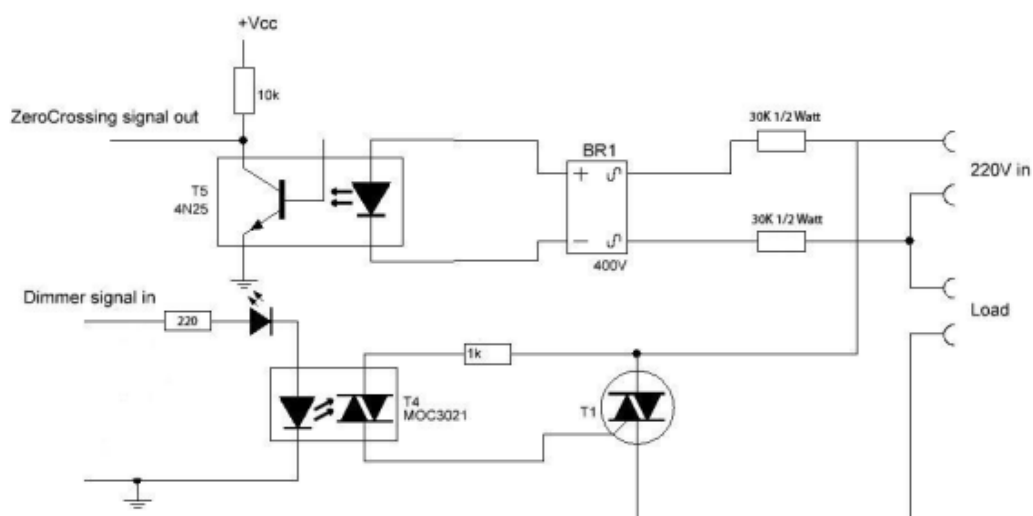 +Vcc
10k
ZeroCrossing signal out
30K 1/2 Watt
BR1
220V in
T5
4N25
+
−
30K 1/2 Watt
400V
Dimmer signal in
220
Load
1k
T4
MOC3021
T1